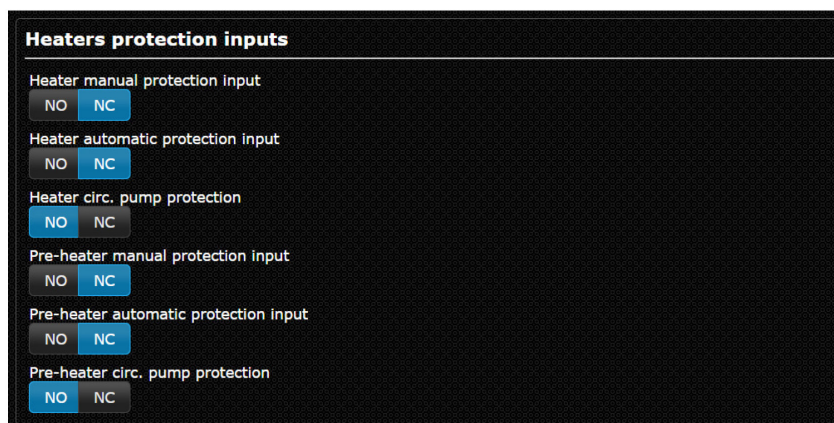 Heaters protection inputs
Heater manual protection input
NO NC
Heater automatic protection input
NO NC
Heater circ. pump protection
NO NC
Pre-heater manual protection input
NO NC
Pre-heater automatic protection input
NO NC
Pre-heater circ. pump protection
NO NC